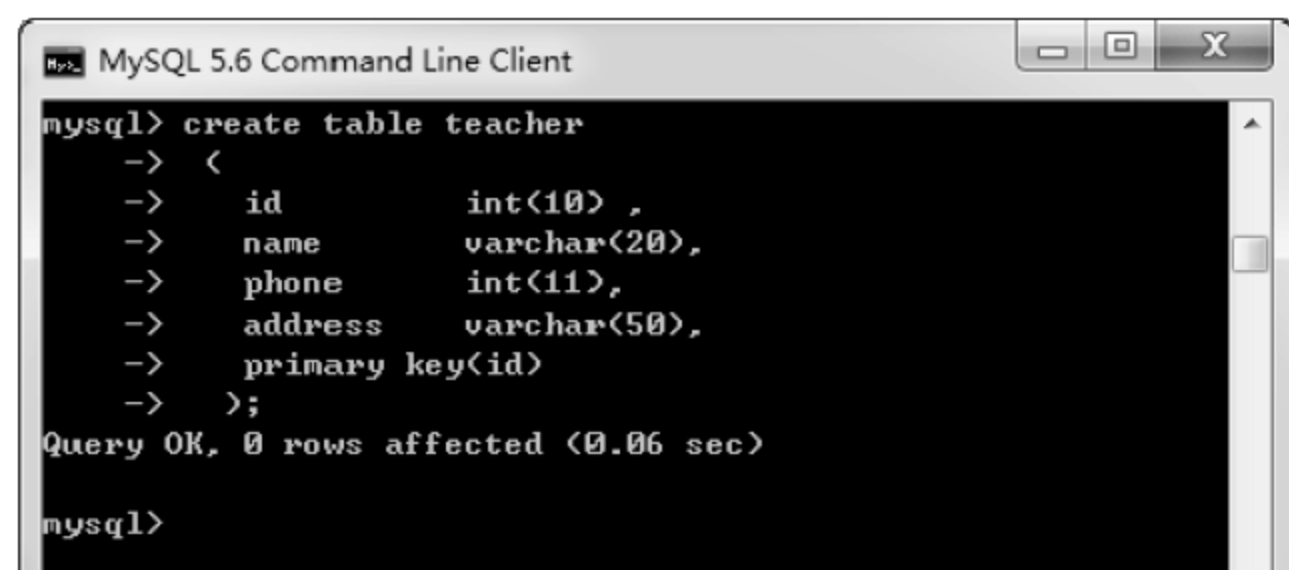 MySQL 5.6 Command Line Client
mysql> create table teacher
    ->  (
    ->    id         int(10) ,
    ->    name       varchar(20),
    ->    phone      int(11),
    ->    address    varchar(50),
    ->    primary key(id)
    ->   );
Query OK, 0 rows affected (0.06 sec)
mysql>